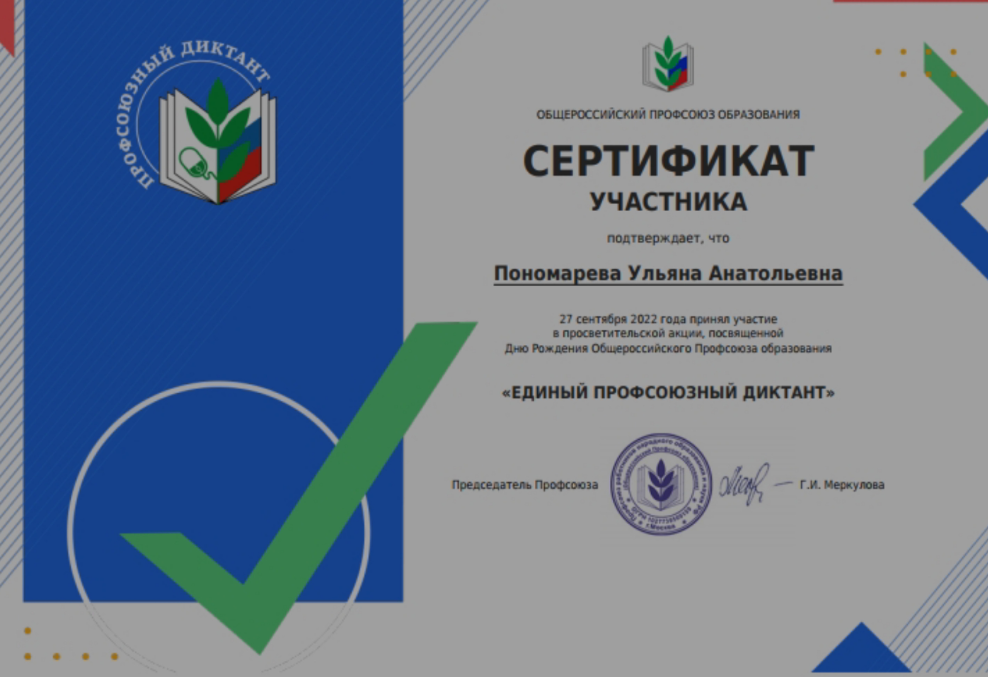 ПРОФСОЮЗНЫЙ ДИКТАНТ
ОБЩЕРОССИЙСКИЙ ПРОФСОЮЗ ОБРАЗОВАНИЯ
СЕРТИФИКАТ
УЧАСТНИКА
подтверждает, что
Пономарева Ульяна Анатольевна
27 сентября 2022 года принял участие
в просветительской акции, посвященной
Дню Рождения Общероссийского Профсоюза образования
«ЕДИНЫЙ ПРОФСОЮЗНЫЙ ДИКТАНТ»
Председатель Профсоюза
г.Москва
Г.И. Меркулова